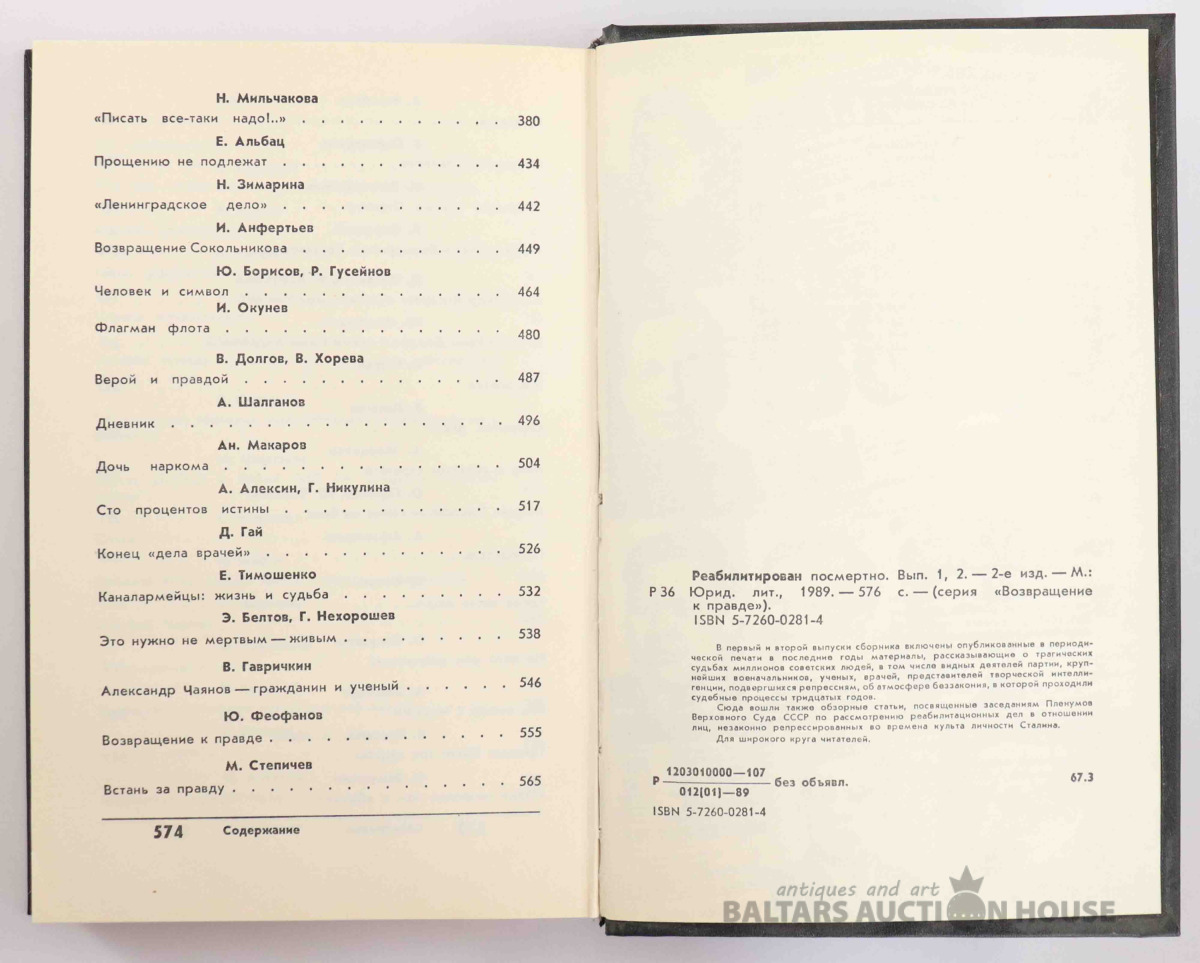 Н. Мильчакова
«Писать все-таки надо!..» . . . . . . . . . . . 380
Е. Альбац
Прощению не подлежат . . . . . . . . . . . . 434
Н. Зимарина
«Ленинградское дело» . . . . . . . . . . . . 442
И. Анфертьев
Возвращение Сокольникова . . . . . . . . . . . 449
Ю. Борисов, Р. Гусейнов
Человек и символ . . . . . . . . . . . . . . 464
И. Окунев
Флагман флота . . . . . . . . . . . . . . . 480
В. Долгов, В. Хорева
Верой и правдой . . . . . . . . . . . . . . 487
А. Шалганов
Дневник . . . . . . . . . . . . . . . . . . 496
Ан. Макаров
Дочь наркома . . . . . . . . . . . . . . . 504
А. Алексин, Г. Никулина
Сто процентов истины . . . . . . . . . . . . 517
Д. Гай
Конец «дела врачей» . . . . . . . . . . . . . 526
Е. Тимошенко
Каналармейцы: жизнь и судьба . . . . . . . . . 532
Э. Белтов, Г. Нехорошев
Это нужно не мертвым — живым . . . . . . . . . 538
В. Гавричкин
Александр Чаянов — гражданин и ученый . . . . . . 546
Ю. Феофанов
Возвращение к правде . . . . . . . . . . . . . 555
М. Степичев
Встань за правду . . . . . . . . . . . . . . . 565
574 Содержание
Реабилитирован посмертно. Вып. 1, 2. — 2-е изд. — М.:
Р 36 Юрид. лит., 1989. — 576 с. — (серия «Возвращение
к правде»).
ISBN 5-7260-0281-4
В первый и второй выпуски сборника включены опубликованные в периоди-
ческой печати в последние годы материалы, рассказывающие о трагических
судьбах миллионов советских людей, в том числе видных деятелей партии, круп-
нейших военачальников, ученых, врачей, представителей творческой интелли-
генции, подвергшихся репрессиям, об атмосфере беззакония, в которой проходили
судебные процессы тридцатых годов.
Сюда вошли также обзорные статьи, посвященные заседаниям Пленумов
Верховного Суда СССР по рассмотрению реабилитационных дел в отношении
лиц, незаконно репрессированных во времена культа личности Сталина.
Для широкого круга читателей.
1203010000—107
Р без объявл. 67.3
012(01)—89
ISBN 5-7260-0281-4
antiques and art
BALTARS AUCTION HOUSE